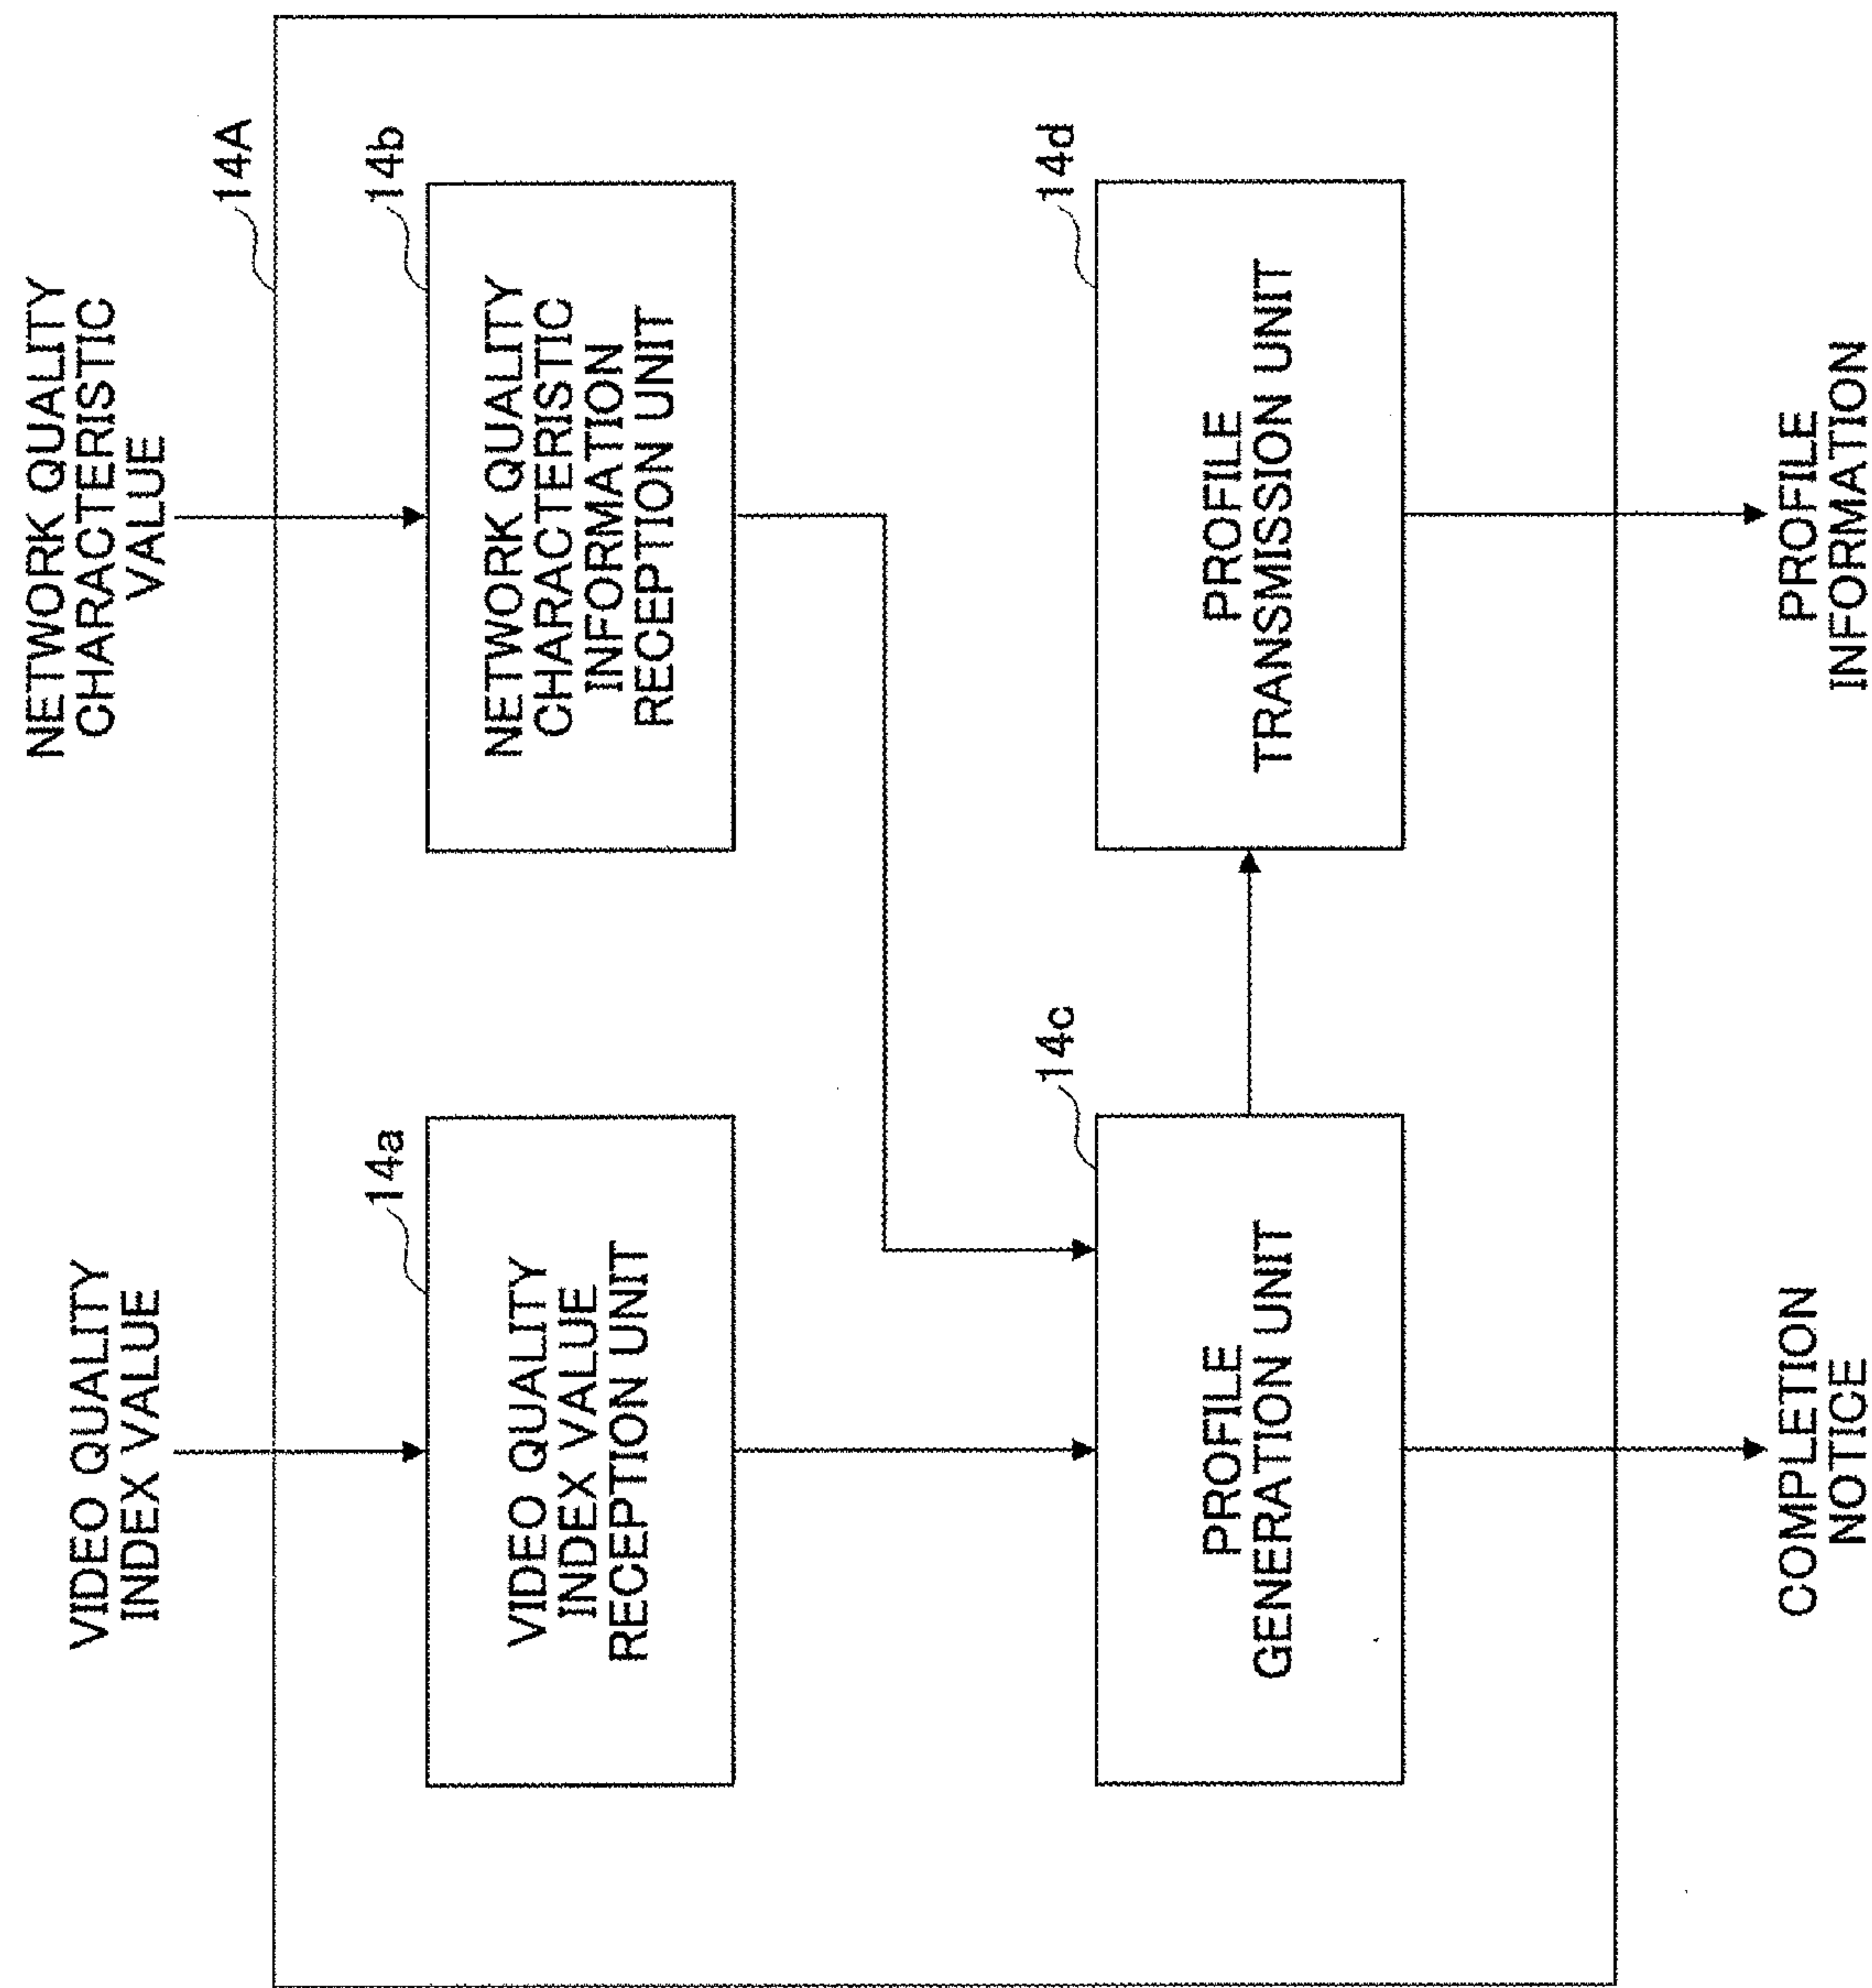 VIDEO QUALITY
INDEX VALUE
NETWORK QUALITY
CHARACTERISTIC
VALUE
14A
14a
VIDEO QUALITY
INDEX VALUE
RECEPTION UNIT
14b
NETWORK QUALITY
CHARACTERISTIC
INFORMATION
RECEPTION UNIT
14c
PROFILE
GENERATION UNIT
14d
PROFILE
TRANSMISSION UNIT
COMPLETION
NOTICE
PROFILE
INFORMATION